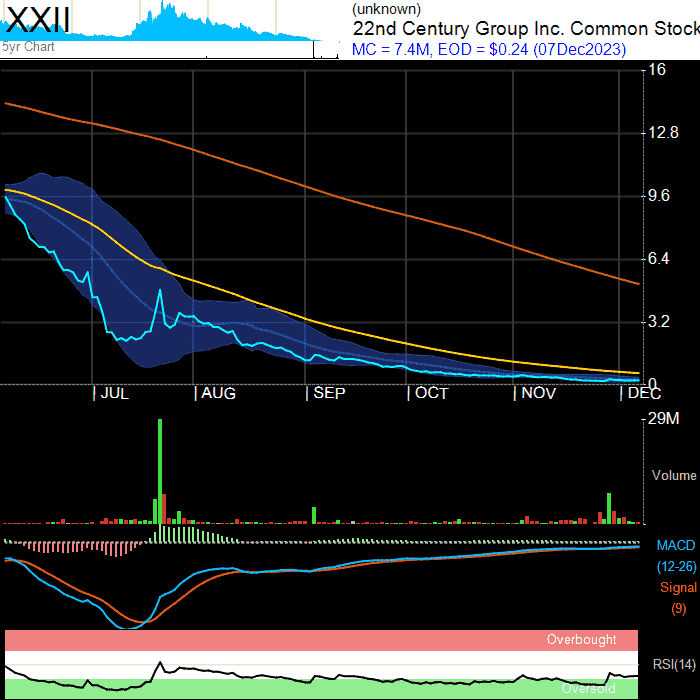 XXII
5yr Chart
(unknown)
22nd Century Group Inc. Common Stock
MC = 7.4M, EOD = $0.24 (07Dec2023)
16
12.8
9.6
6.4
3.2
0
JUL
AUG
SEP
OCT
NOV
DEC
29M
Volume
MACD
(12-26)
Signal
(9)
Overbought
RSI(14)
Oversold